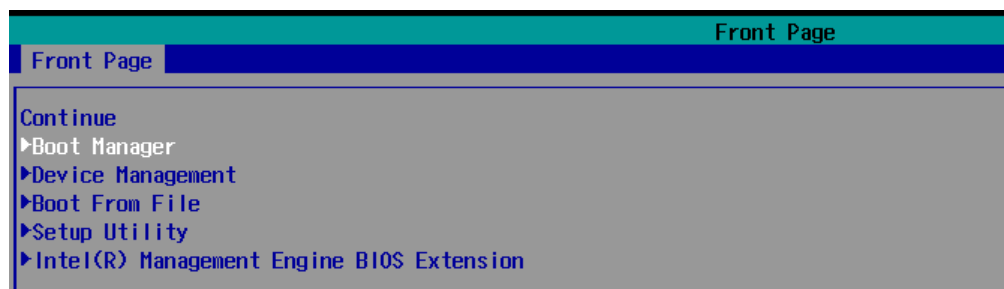 Front Page
Front Page
Continue
Boot Manager
Device Management
Boot From File
Setup Utility
Intel(R) Management Engine BIOS Extension